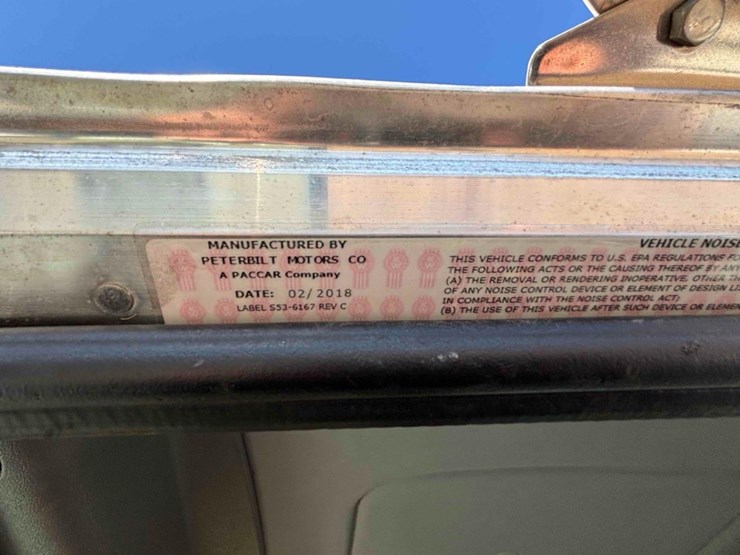 MANUFACTURED BY
PETERBILT MOTORS CO
A PACCAR Company
DATE: 02/2018
LABEL S53-6167 REV C
VEHICLE NOISE
THIS VEHICLE CONFORMS TO U.S. EPA REGULATIONS
THE FOLLOWING ACTS OR THE CAUSING THEREOF BY ANY
(A) THE REMOVAL OR RENDERING INOPERATIVE, OTHER
OF ANY NOISE CONTROL DEVICE OR ELEMENT OF DESIGN
IN COMPLIANCE WITH THE NOISE CONTROL ACT;
(B) THE USE OF THIS VEHICLE AFTER SUCH DEVICE OR